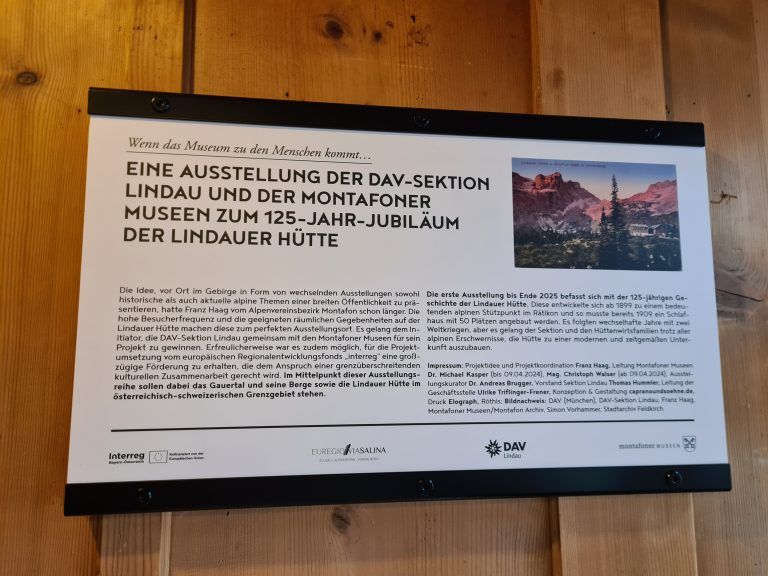 Wenn das Museum zu den Menschen kommt...
EINE AUSSTELLUNG DER DAV-SEKTION
LINDAU UND DER MONTAFONER
MUSEEN ZUM 125-JAHR-JUBILÄUM
DER LINDAUER HÜTTE
Die Idee, vor Ort im Gebirge in Form von wechselnden Ausstellungen sowohl
historische als auch aktuelle alpine Themen einer breiten Öffentlichkeit zu prä-
sentieren, hatte Franz Haag vom Alpenvereinsbezirk Montafon schon länger. Die
hohe Besucherfrequenz und die geeigneten räumlichen Gegebenheiten auf der
Lindauer Hütte machen diese zum perfekten Ausstellungsort. Es gelang dem In-
itiator, die DAV-Sektion Lindau gemeinsam mit den Montafoner Museen für sein
Projekt zu gewinnen. Erfreulicherweise war es zudem möglich, für die Projekt-
umsetzung vom europäischen Regionalentwicklungsfonds „interreg" eine groß-
zügige Förderung zu erhalten, die dem Anspruch einer grenzüberschreitenden
kulturellen Zusammenarbeit gerecht wird. Im Mittelpunkt dieser Ausstellungs-
reihe sollen dabei das Gauertal und seine Berge sowie die Lindauer Hütte im
österreichisch-schweizerischen Grenzgebiet stehen.
Die erste Ausstellung bis Ende 2025 befasst sich mit der 125-jährigen Ge-
schichte der Lindauer Hütte. Diese entwickelte sich ab 1899 zu einem bedeu-
tenden alpinen Stützpunkt im Rätikon und so musste bereits 1909 ein Schlaf-
haus mit 50 Plätzen angebaut werden. Es folgten wechselhafte Jahre mit zwei
Weltkriegen, aber es gelang der Sektion und den Hüttenwirtsfamilien trotz aller
alpinen Erschwernisse, die Hütte zu einer modernen und zeitgemäßen Unter-
kunft auszubauen.
Impressum: Projektidee und Projektkoordination Franz Haag, Leitung Montafoner Museen
Dr. Michael Kasper (bis 09.04.2024), Mag. Christoph Walser (ab 09.04.2024), Ausstel-
lungskurator Dr. Andreas Brugger, Vorstand Sektion Lindau Thomas Hummler, Leitung der
Geschäftsstelle Ulrike Triflinger-Frener, Konzeption & Gestaltung capranoundsoehne.de,
Druck Elograph, Röthis; Bildnachweis: DAV (München), DAV-Sektion Lindau, Franz Haag,
Montafoner Museen/Montafon Archiv, Simon Vorhammer, Stadtarchiv Feldkirch
Interreg
Bayern-Österreich
Kofinanziert von der
Europäischen Union
EUREGIO VIA SALINA
DAV
Lindau
montafoner MUSEEN